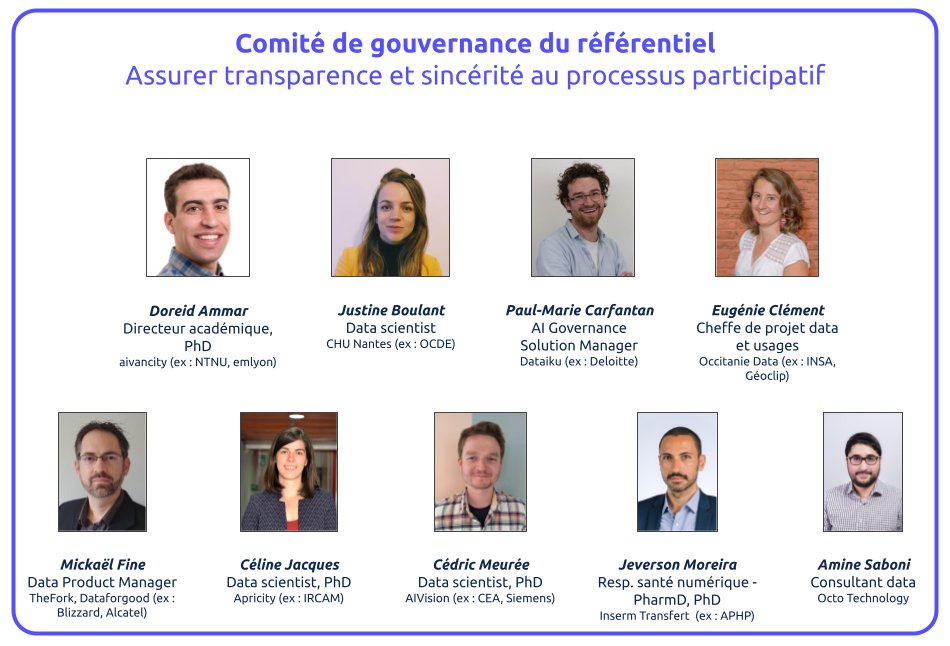 Comité de gouvernance du référentiel
Assurer transparence et sincérité au processus participatif
Doreid Ammar
Directeur académique,
PhD
aivancity (ex : NTNU, emlyon)
Justine Boulant
Data scientist
CHU Nantes (ex : OCDE)
Paul-Marie Carfantan
AI Governance
Solution Manager
Dataiku (ex : Deloitte)
Eugénie Clément
Cheffe de projet data
et usages
Occitanie Data (ex : INSA,
Géoclip)
Mickaël Fine
Data Product Manager
TheFork, Dataforgood (ex :
Blizzard, Alcatel)
Céline Jacques
Data scientist, PhD
Apricity (ex : IRCAM)
Cédric Meurée
Data scientist, PhD
AIVision (ex : CEA, Siemens)
Jeverson Moreira
Resp. santé numérique -
PharmD, PhD
Inserm Transfert (ex : APHP)
Amine Saboni
Consultant data
Octo Technology